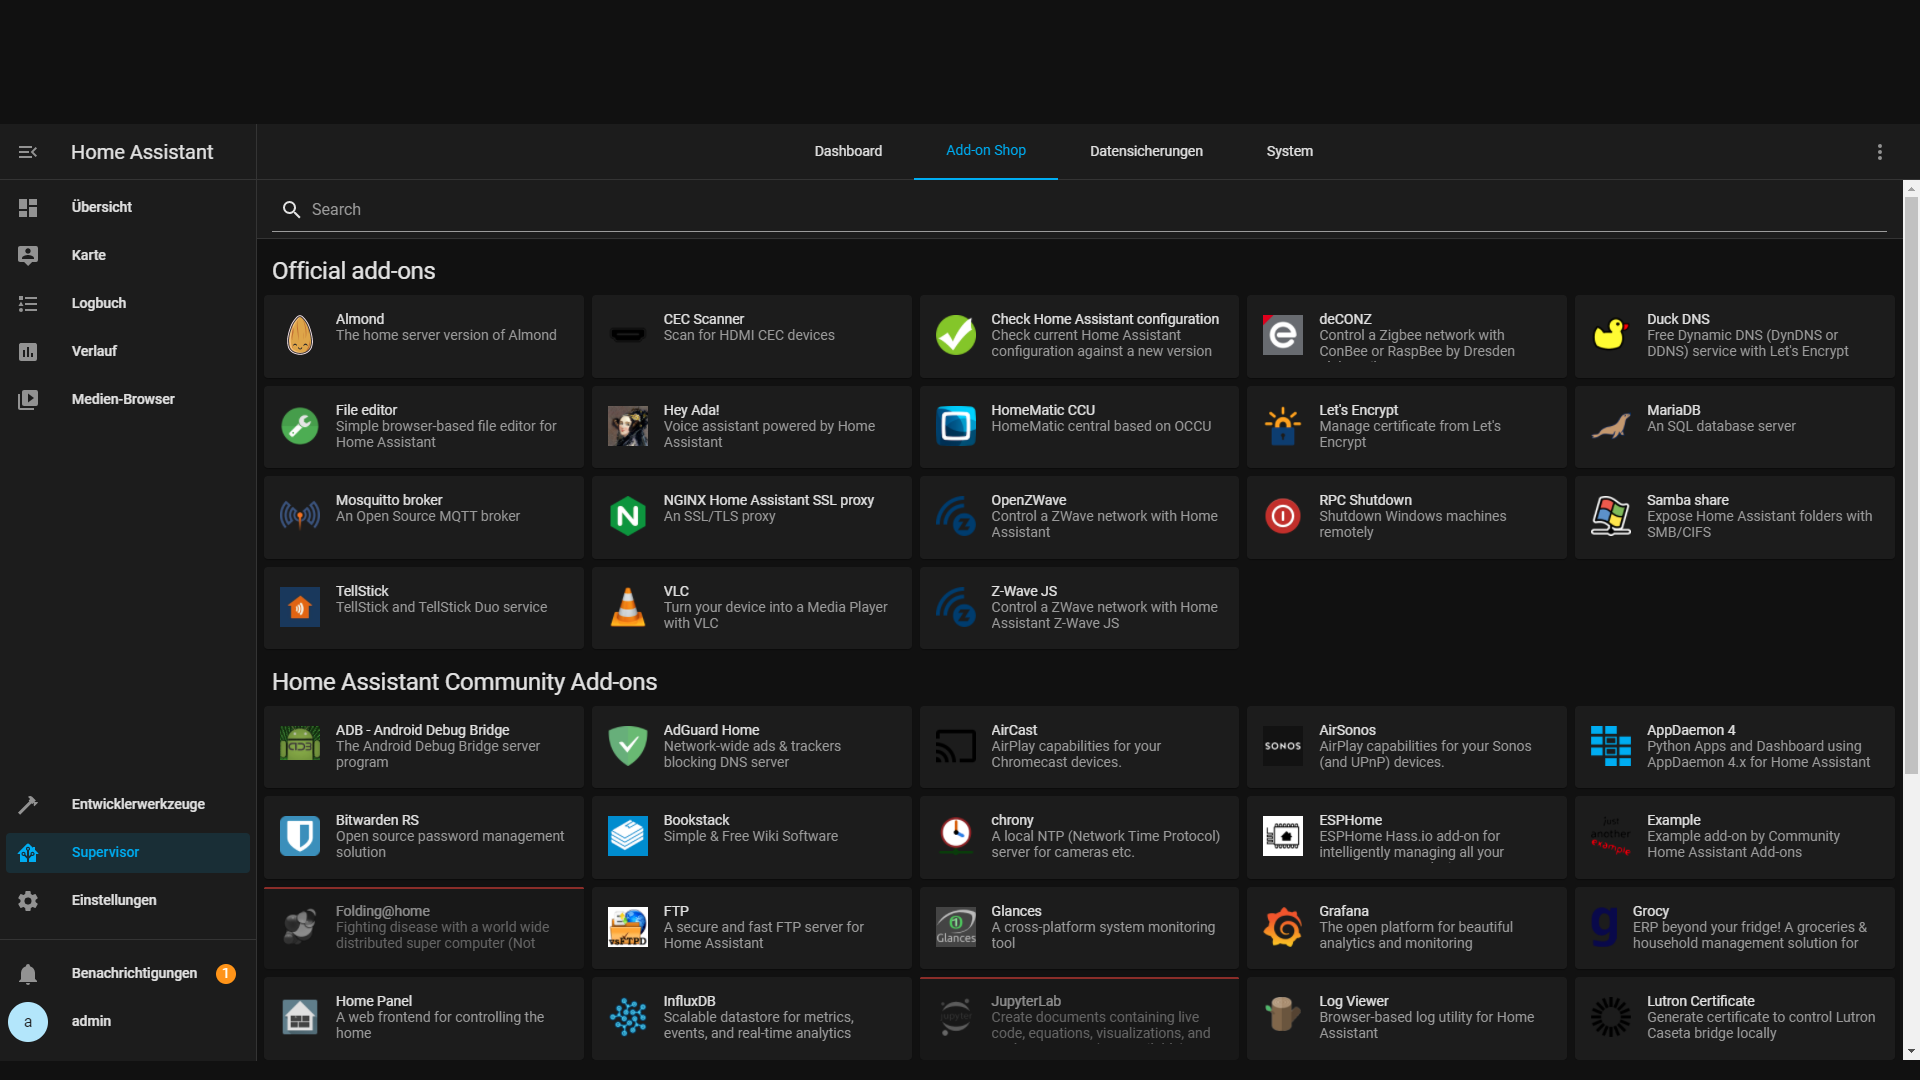 Home Assistant
Dashboard
Add-on Shop
Datensicherungen
System
Übersicht
Karte
Logbuch
Verlauf
Medien-Browser
Entwicklerwerkzeuge
Supervisor
Einstellungen
Benachrichtigungen 1
a admin
Search
Official add-ons
Almond
The home server version of Almond
CEC Scanner
Scan for HDMI CEC devices
Check Home Assistant configuration
Check current Home Assistant
configuration against a new version
deCONZ
Control a Zigbee network with
ConBee or RaspBee by Dresden
Duck DNS
Free Dynamic DNS (DynDNS or
DDNS) service with Let's Encrypt
File editor
Simple browser-based file editor for
Home Assistant
Hey Ada!
Voice assistant powered by Home
Assistant
HomeMatic CCU
HomeMatic central based on OCCU
Let's Encrypt
Manage certificate from Let's
Encrypt
MariaDB
An SQL database server
Mosquitto broker
An Open Source MQTT broker
NGINX Home Assistant SSL proxy
An SSL/TLS proxy
OpenZWave
Control a ZWave network with Home
Assistant
RPC Shutdown
Shutdown Windows machines
remotely
Samba share
Expose Home Assistant folders with
SMB/CIFS
TellStick
TellStick and TellStick Duo service
VLC
Turn your device into a Media Player
with VLC
Z-Wave JS
Control a ZWave network with Home
Assistant Z-Wave JS
Home Assistant Community Add-ons
ADB - Android Debug Bridge
The Android Debug Bridge server
program
AdGuard Home
Network-wide ads & trackers
blocking DNS server
AirCast
AirPlay capabilities for your
Chromecast devices.
SONOS
AirSonos
AirPlay capabilities for your Sonos
(and UPnP) devices.
AppDaemon 4
Python Apps and Dashboard using
AppDaemon 4.x for Home Assistant
Bitwarden RS
Open source password management
solution
Bookstack
Simple & Free Wiki Software
chrony
A local NTP (Network Time Protocol)
server for cameras etc.
ESPHome
ESPHome Hass.io add-on for
intelligently managing all your
just
another
example
Example
Example add-on by Community
Home Assistant Add-ons
Folding@home
Fighting disease with a world wide
distributed super computer (Not
vsFTPD
FTP
A secure and fast FTP server for
Home Assistant
Glances
Glances
A cross-platform system monitoring
tool
Grafana
The open platform for beautiful
analytics and monitoring
g
Grocy
ERP beyond your fridge! A groceries &
household management solution for
Home Panel
A web frontend for controlling the
home
InfluxDB
Scalable datastore for metrics,
events, and real-time analytics
jupyter
JupyterLab
Create documents containing live
code, equations, visualizations, and
Log Viewer
Browser-based log utility for Home
Assistant
Lutron Certificate
Generate certificate to control Lutron
Caseta bridge locally